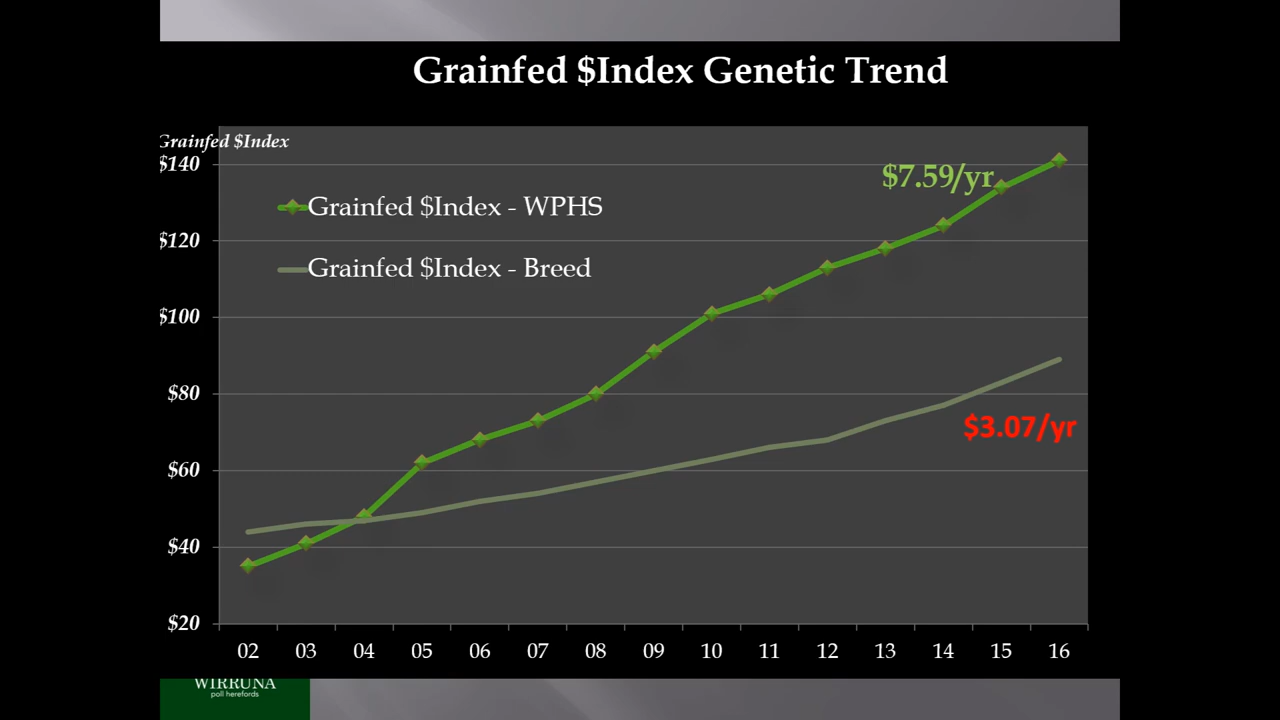 Grainfed $Index Genetic Trend
Grainfed $Index
$140
$120
$100
$80
$60
$40
$20
$7.59/yr
Grainfed $Index - WPHS
Grainfed $Index - Breed
$3.07/yr
02 03 04 05 06 07 08 09 10 11 12 13 14 15 16
WIRRUNA
poll herefords